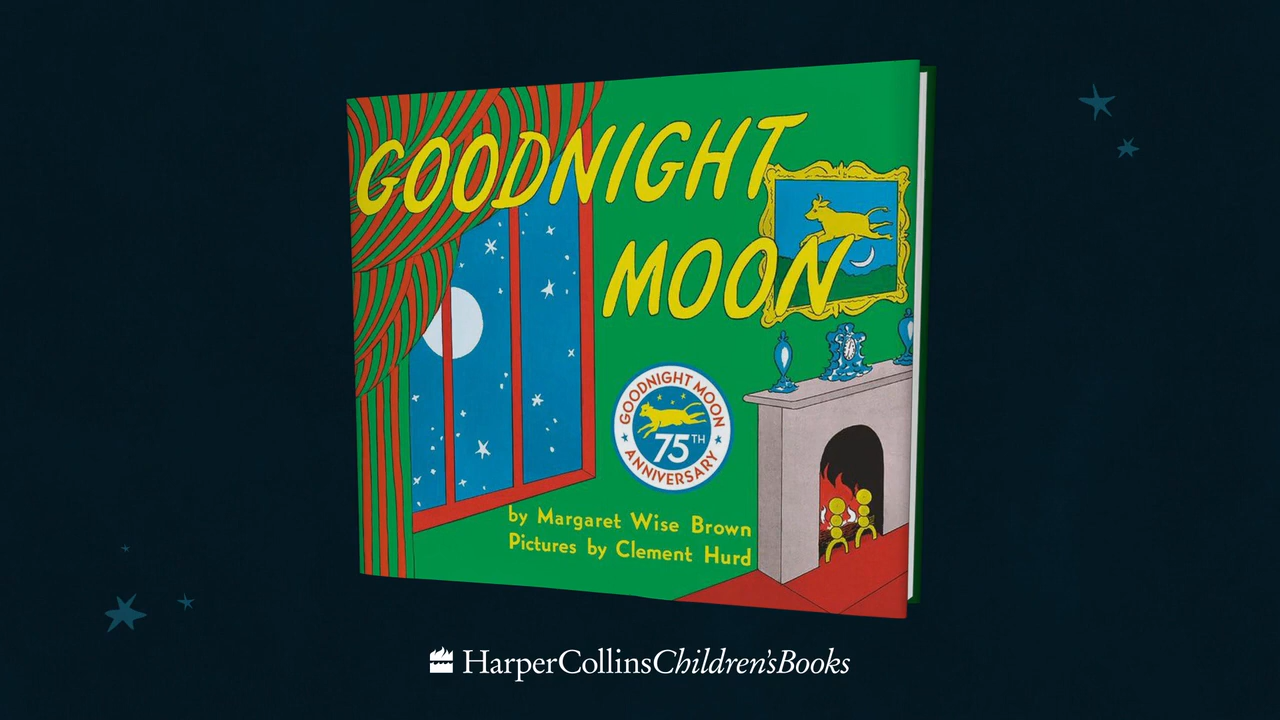 GOODNIGHT
MOON
GOODNIGHT MOON
75TH
ANNIVERSARY
by Margaret Wise Brown
Pictures by Clement Hurd
HarperCollinsChildren'sBooks